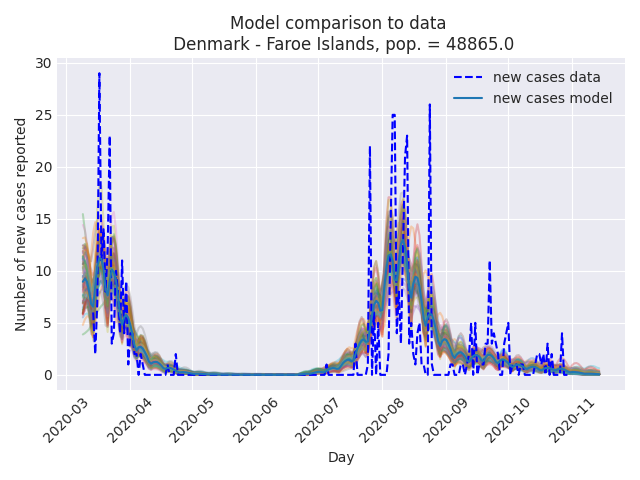 Model comparison to data
Denmark - Faroe Islands, pop. = 48865.0
new cases data
new cases model
Number of new cases reported
30
25
20
15
10
5
0
2020-03
2020-04
2020-05
2020-06
2020-07
2020-08
2020-09
2020-10
2020-11
Day